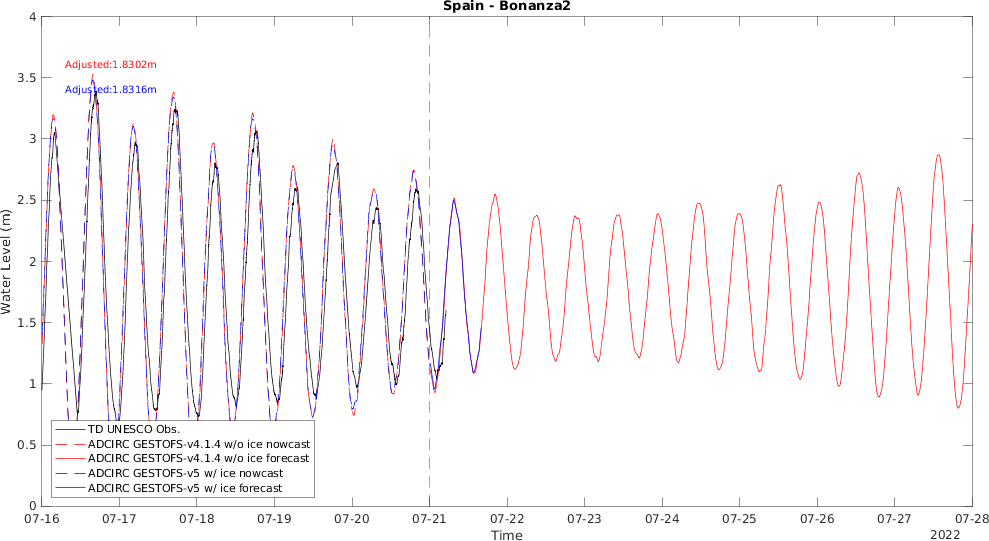 Spain - Bonanza2
4
3.5
3
2.5
2
1.5
1
0.5
0
Water Level (m)
Adjusted:1.8302m
Adjusted:1.8316m
TD UNESCO Obs.
ADCIRC GESTOFS-v4.1.4 w/o ice nowcast
ADCIRC GESTOFS-v4.1.4 w/o ice forecast
ADCIRC GESTOFS-v5 w/ ice nowcast
ADCIRC GESTOFS-v5 w/ ice forecast
07-16 07-17 07-18 07-19 07-20 07-21 07-22 07-23 07-24 07-25 07-26 07-27 07-28
Time
2022